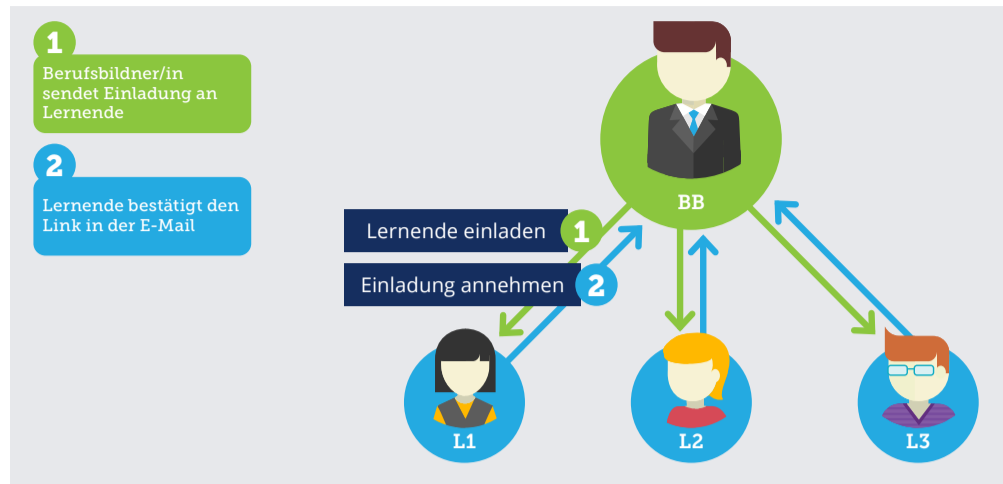 1
Berufsbildner/in
sendet Einladung an
Lernende
2
Lernende bestätigt den
Link in der E-Mail
BB
Lernende einladen 1
Einladung annehmen 2
L1
L2
L3